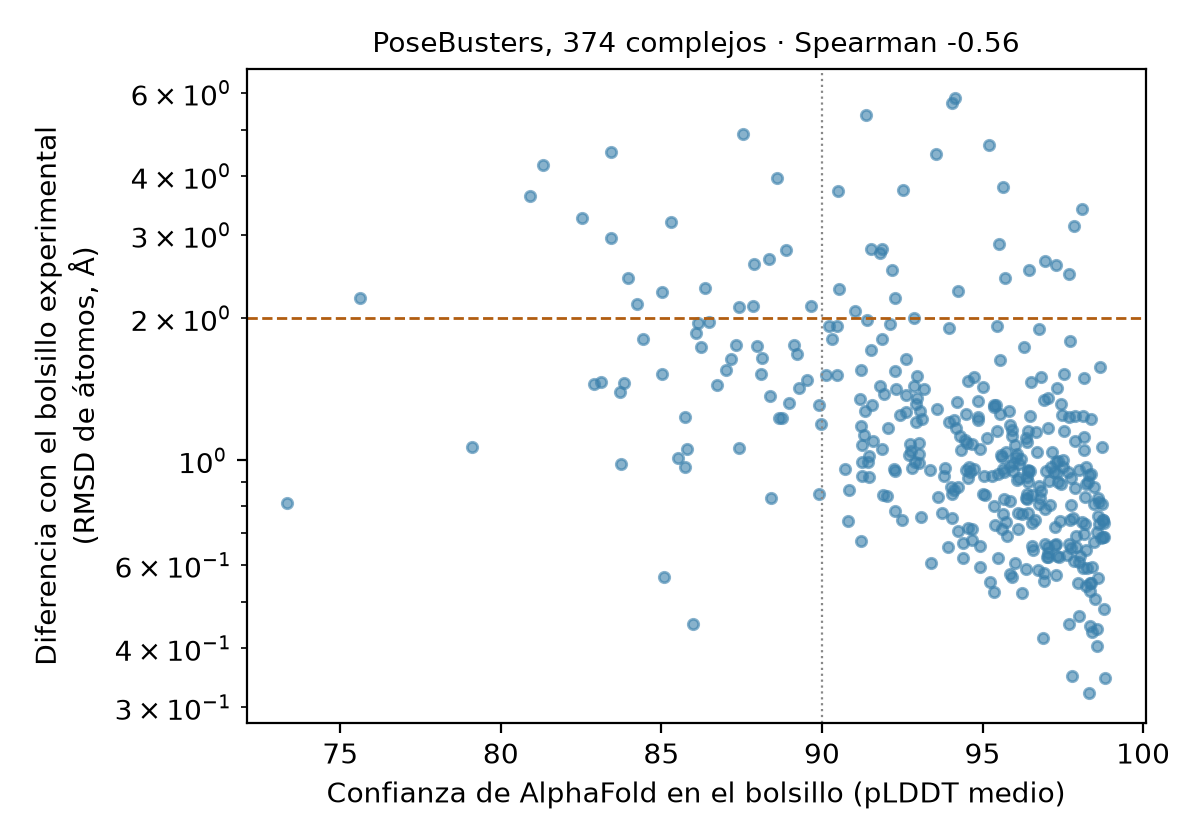 PoseBusters, 374 complejos · Spearman -0.56
Diferencia con el bolsillo experimental
(RMSD de átomos, Å)
6 × 10⁰
4 × 10⁰
3 × 10⁰
2 × 10⁰
10⁰
6 × 10⁻¹
4 × 10⁻¹
3 × 10⁻¹
75 80 85 90 95 100
Confianza de AlphaFold en el bolsillo (pLDDT medio)